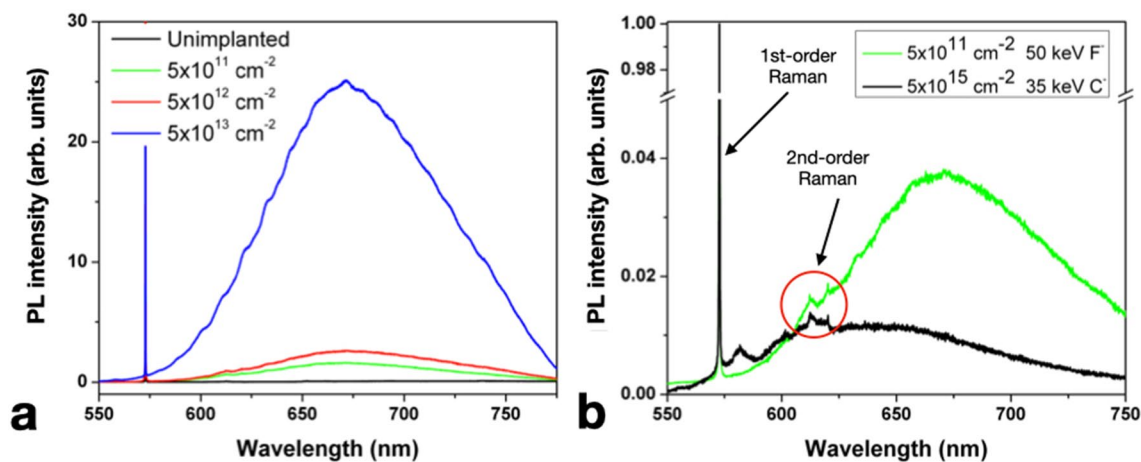 30
20
10
0
PL intensity (arb. units)
Unimplanted
5x10¹¹ cm⁻²
5x10¹² cm⁻²
5x10¹³ cm⁻²
550
600
650
700
750
Wavelength (nm)
a
1.00
0.98
0.04
0.02
0.00
PL intensity (arb. units)
1st-order
Raman
2nd-order
Raman
5x10¹¹ cm⁻² 50 keV F⁻
5x10¹⁵ cm⁻² 35 keV C⁻
550
600
650
700
750
Wavelength (nm)
b